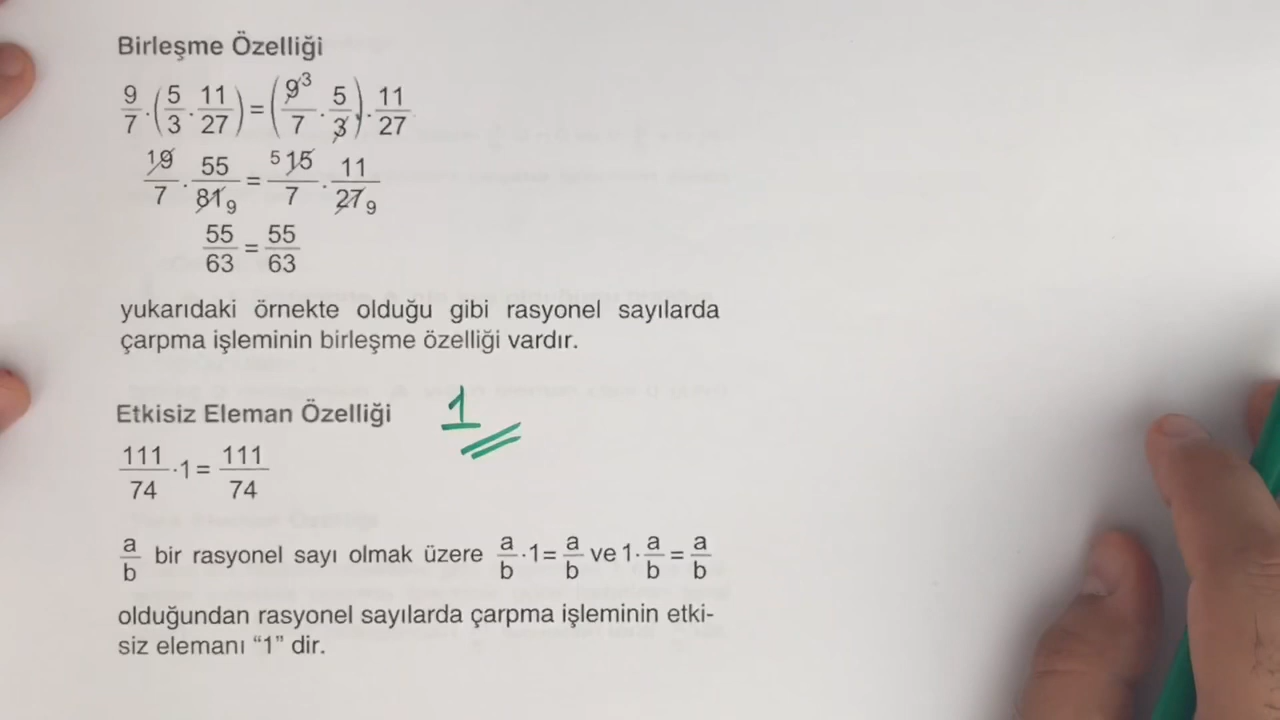 Birleşme Özelliği
9/7 · (5/3 · 11/27) = (9³/7 · 5/3) · 11/27
19/7 · 55/81 9 = 5 15/7 · 11/27 9
55/63 = 55/63
yukarıdaki örnekte olduğu gibi rasyonel sayılarda
çarpma işleminin birleşme özelliği vardır.
Etkisiz Eleman Özelliği 1
111/74 · 1 = 111/74
a/b bir rasyonel sayı olmak üzere a/b · 1 = a/b ve 1 · a/b = a/b
olduğundan rasyonel sayılarda çarpma işleminin etki-
siz elemanı “1” dir.